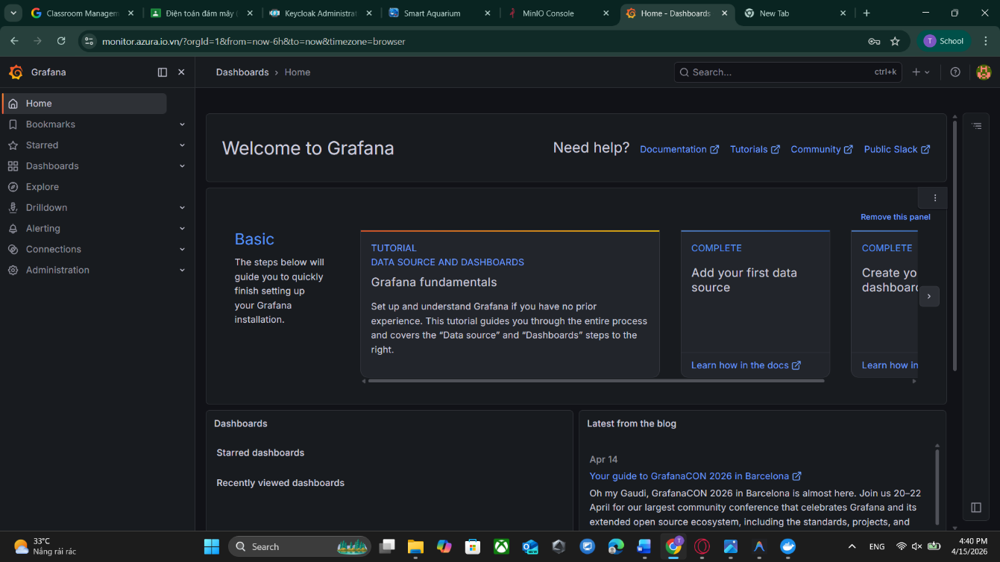 Classroom Managem
Điện toán đám mây (
Keycloak Administrat
Smart Aquarium
MinIO Console
Home - Dashboards
New Tab
monitor.azura.io.vn/?orgId=1&from=now-6h&to=now&timezone=browser
T
School
Grafana
Dashboards › Home
Search...
ctrl+k
Home
Bookmarks
Starred
Dashboards
Explore
Drilldown
Alerting
Connections
Administration
Welcome to Grafana
Need help?
Documentation
Tutorials
Community
Public Slack
Remove this panel
Basic
The steps below will
guide you to quickly
finish setting up
your Grafana
installation.
TUTORIAL
DATA SOURCE AND DASHBOARDS
Grafana fundamentals
Set up and understand Grafana if you have no prior
experience. This tutorial guides you through the entire process
and covers the “Data source” and “Dashboards” steps to the
right.
COMPLETE
Add your first data
source
Learn how in the docs
COMPLETE
Create yo
dashboard
Learn how in
Dashboards
Starred dashboards
Recently viewed dashboards
Latest from the blog
Apr 14
Your guide to GrafanaCON 2026 in Barcelona
Oh my Gaudi, GrafanaCON 2026 in Barcelona is almost here. Join us 20–22
April for our largest community conference that celebrates Grafana and its
extended open source ecosystem, including the standards, projects, and
33°C
Nắng rải rác
Search
NEW
T
ENG
4:40 PM
4/15/2026